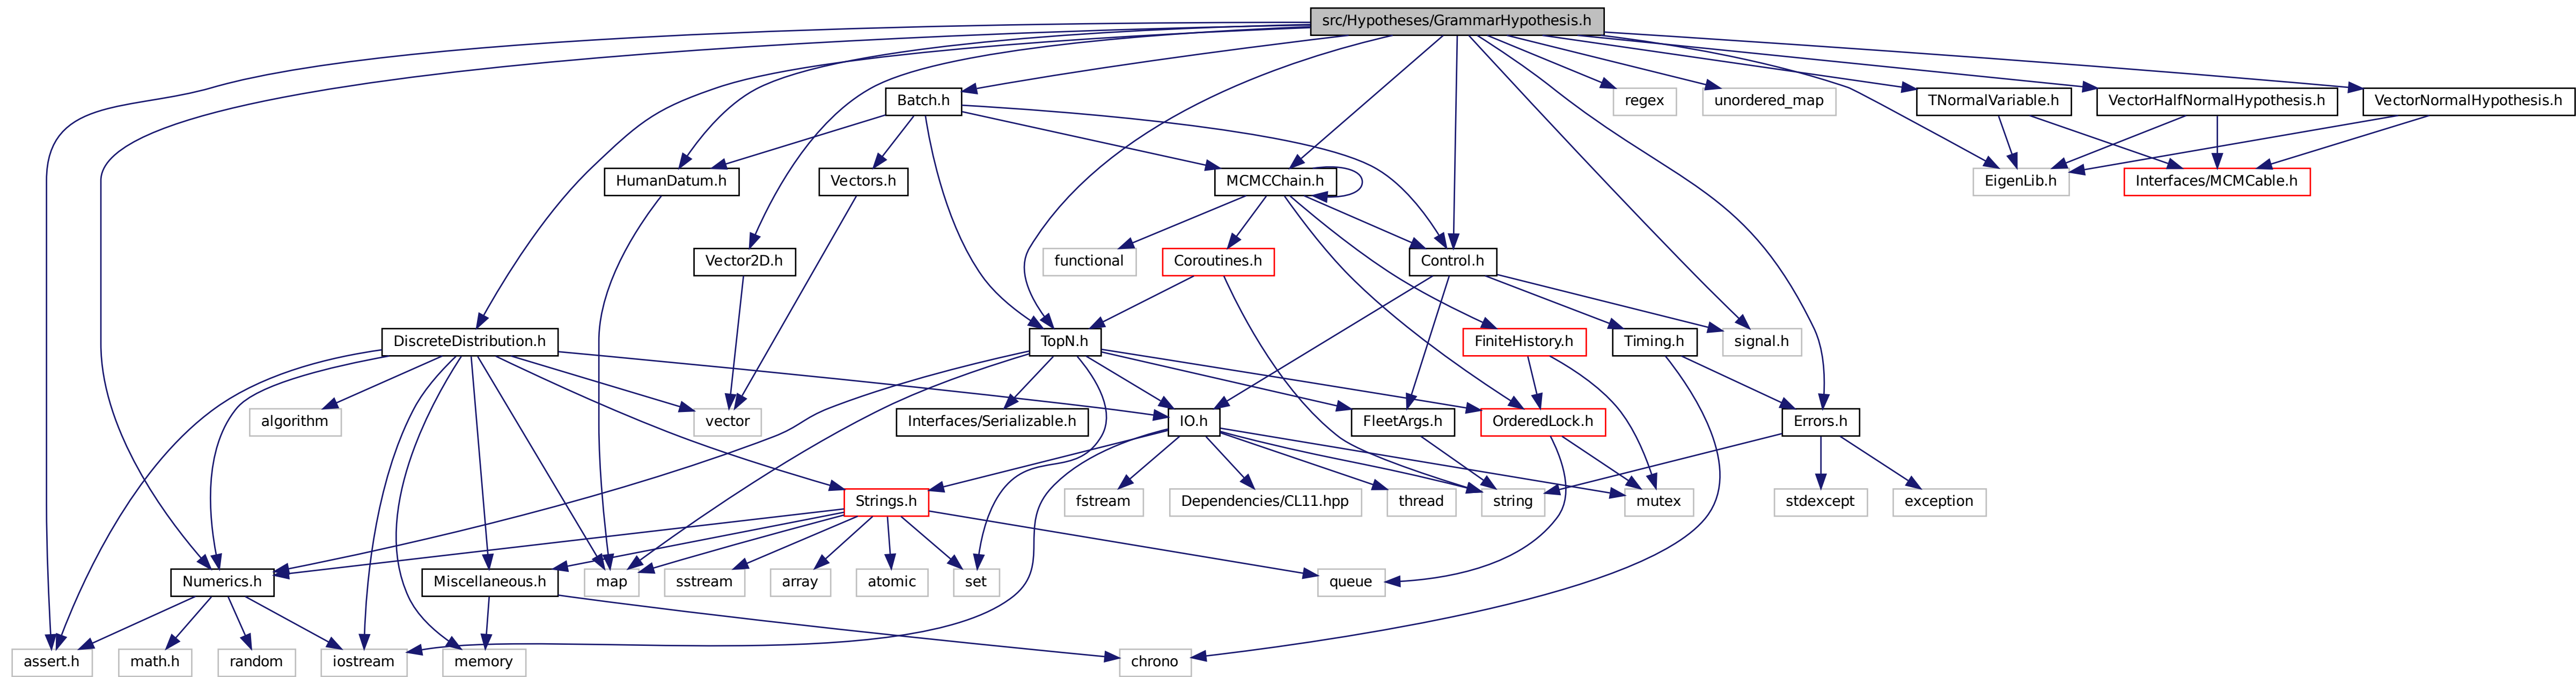 src/Hypotheses/GrammarHypothesis.h
Batch.h
regex
unordered_map
TNormalVariable.h
VectorHalfNormalHypothesis.h
VectorNormalHypothesis.h
HumanDatum.h
Vectors.h
MCMCChain.h
EigenLib.h
Interfaces/MCMCable.h
Vector2D.h
functional
Coroutines.h
Control.h
DiscreteDistribution.h
TopN.h
FiniteHistory.h
Timing.h
signal.h
algorithm
vector
Interfaces/Serializable.h
IO.h
FleetArgs.h
OrderedLock.h
Errors.h
Strings.h
fstream
Dependencies/CL11.hpp
thread
string
mutex
stdexcept
exception
Numerics.h
Miscellaneous.h
map
sstream
array
atomic
set
queue
assert.h
math.h
random
iostream
memory
chrono